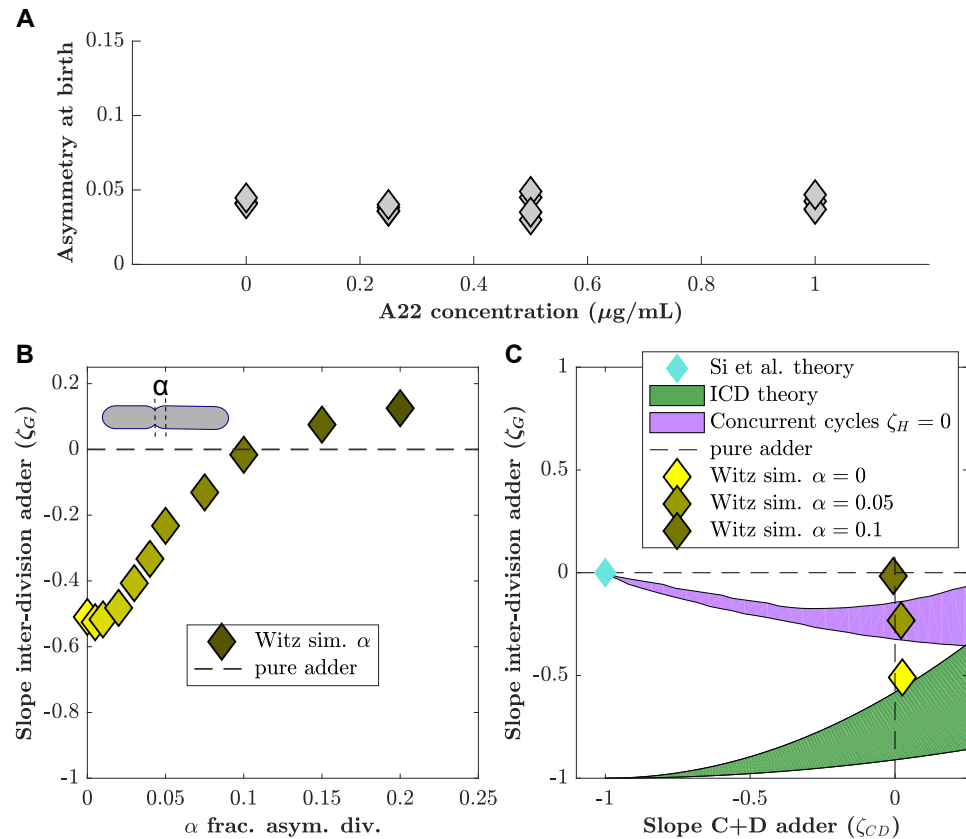 A
0.15
0.1
0.05
0
Asymmetry at birth
0 0.2 0.4 0.6 0.8 1
A22 concentration (μg/mL)
B
0.2
0
-0.2
-0.4
-0.6
-0.8
-1
Slope inter-division adder (ζG)
α
Witz sim. α
pure adder
0 0.05 0.1 0.15 0.2 0.25
α frac. asym. div.
C
1
0.5
0
-0.5
-1
Slope inter-division adder (ζG)
Si et al. theory
ICD theory
Concurrent cycles ζH = 0
pure adder
Witz sim. α = 0
Witz sim. α = 0.05
Witz sim. α = 0.1
-1 -0.5 0
Slope C+D adder (ζCD)